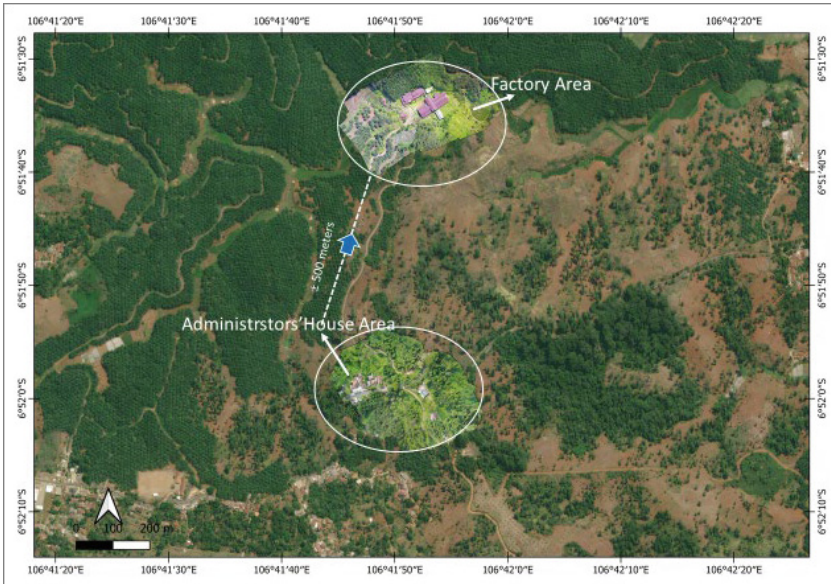 106°41'20"E 106°41'30"E 106°41'40"E 106°41'50"E 106°42'0"E 106°42'10"E 106°42'20"E
6°51'30"S 6°51'30"S
Factory Area
6°51'40"S 6°51'40"S
± 500 meters
6°51'50"S 6°51'50"S
Administrstors'House Area
6°52'0"S 6°52'0"S
6°52'10"S 6°52'10"S
0 100 200 m
106°41'20"E 106°41'30"E 106°41'40"E 106°41'50"E 106°42'0"E 106°42'10"E 106°42'20"E